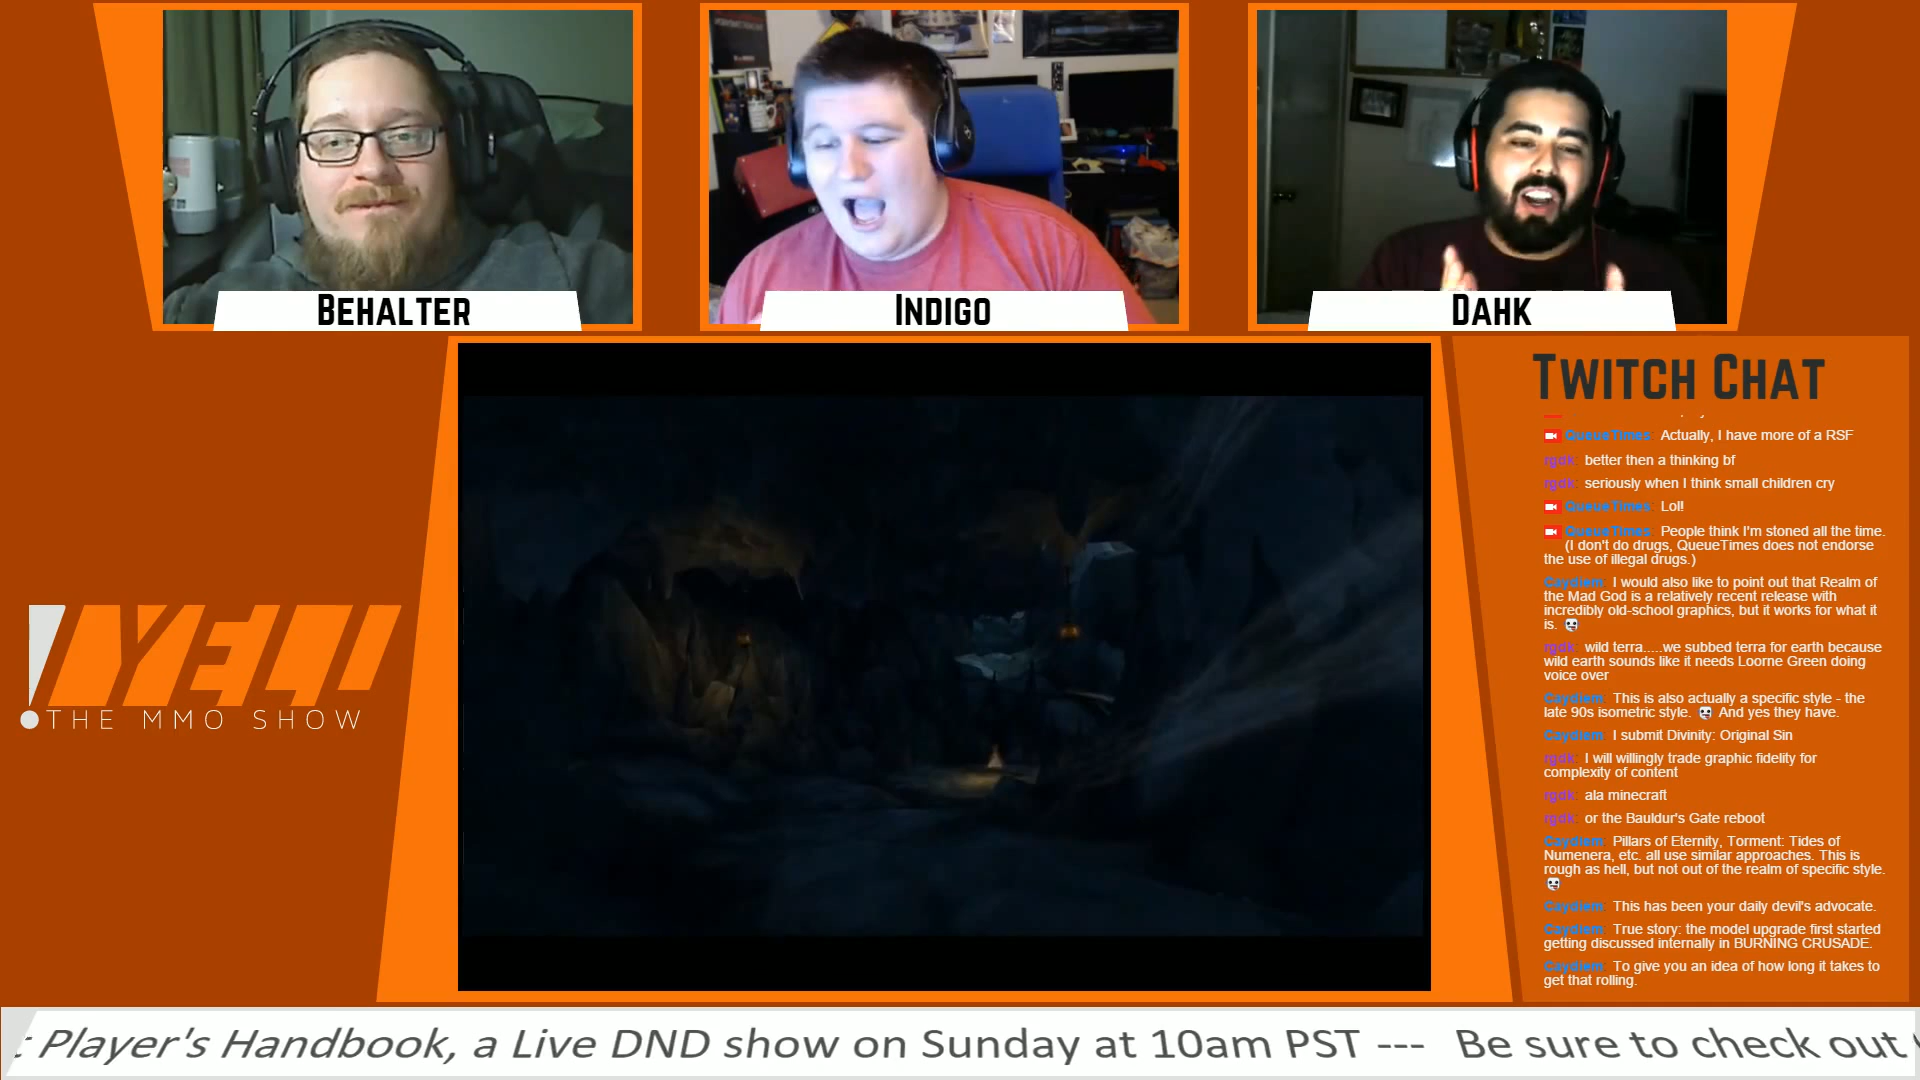 BEHALTER
INDIGO
DAHK
TWITCH CHAT
QueueTimes: Actually, I have more of a RSF
rgdk: better then a thinking bf
rgdk: seriously when I think small children cry
QueueTimes: Lol!
QueueTimes: People think I'm stoned all the time.
(I don't do drugs, QueueTimes does not endorse
the use of illegal drugs.)
Caydiem: I would also like to point out that Realm of
the Mad God is a relatively recent release with
incredibly old-school graphics, but it works for what it
is.
rgdk: wild terra.....we subbed terra for earth because
wild earth sounds like it needs Loorne Green doing
voice over
Caydiem: This is also actually a specific style - the
late 90s isometric style. And yes they have.
Caydiem: I submit Divinity: Original Sin
rgdk: I will willingly trade graphic fidelity for
complexity of content
rgdk: ala minecraft
rgdk: or the Bauldur's Gate reboot
Caydiem: Pillars of Eternity, Torment: Tides of
Numenera, etc. all use similar approaches. This is
rough as hell, but not out of the realm of specific style.
Caydiem: This has been your daily devil's advocate.
Caydiem: True story: the model upgrade first started
getting discussed internally in BURNING CRUSADE.
Caydiem: To give you an idea of how long it takes to
get that rolling.
!YELL
THE MMO SHOW
Player's Handbook, a Live DND show on Sunday at 10am PST --- Be sure to check out